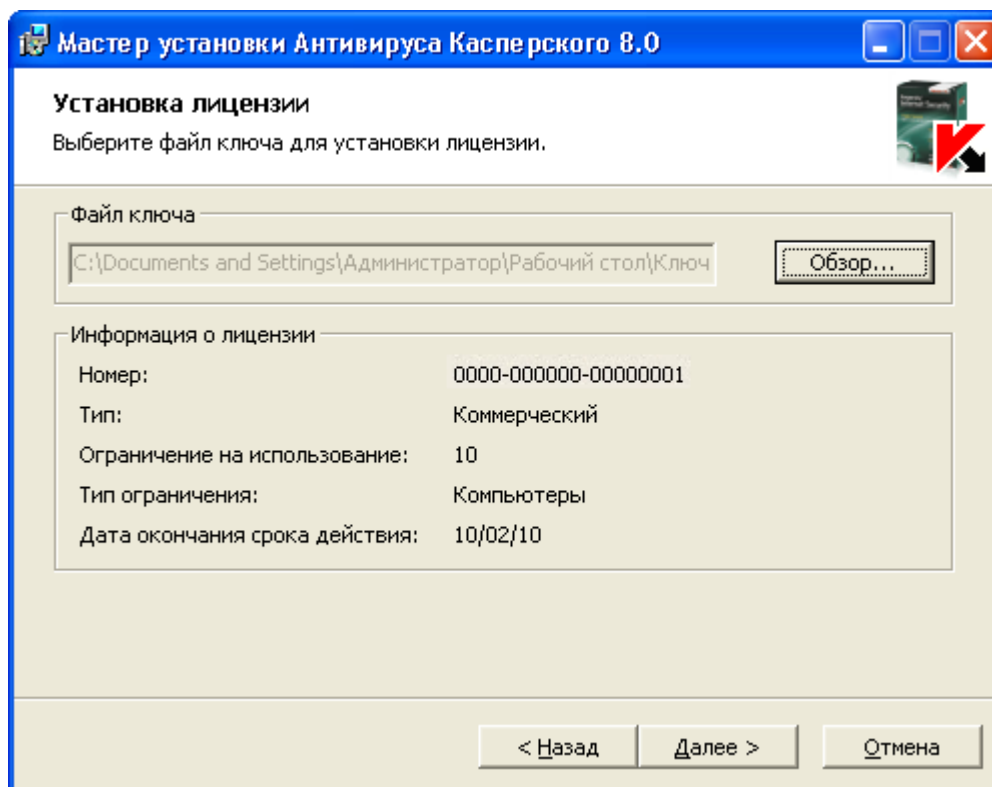 Мастер установки Антивируса Касперского 8.0
Установка лицензии
Выберите файл ключа для установки лицензии.
Файл ключа
C:\Documents and Settings\Администратор\Рабочий стол\Ключ
Обзор...
Информация о лицензии
Номер: 0000-000000-00000001
Тип: Коммерческий
Ограничение на использование: 10
Тип ограничения: Компьютеры
Дата окончания срока действия: 10/02/10
< Назад Далее > Отмена